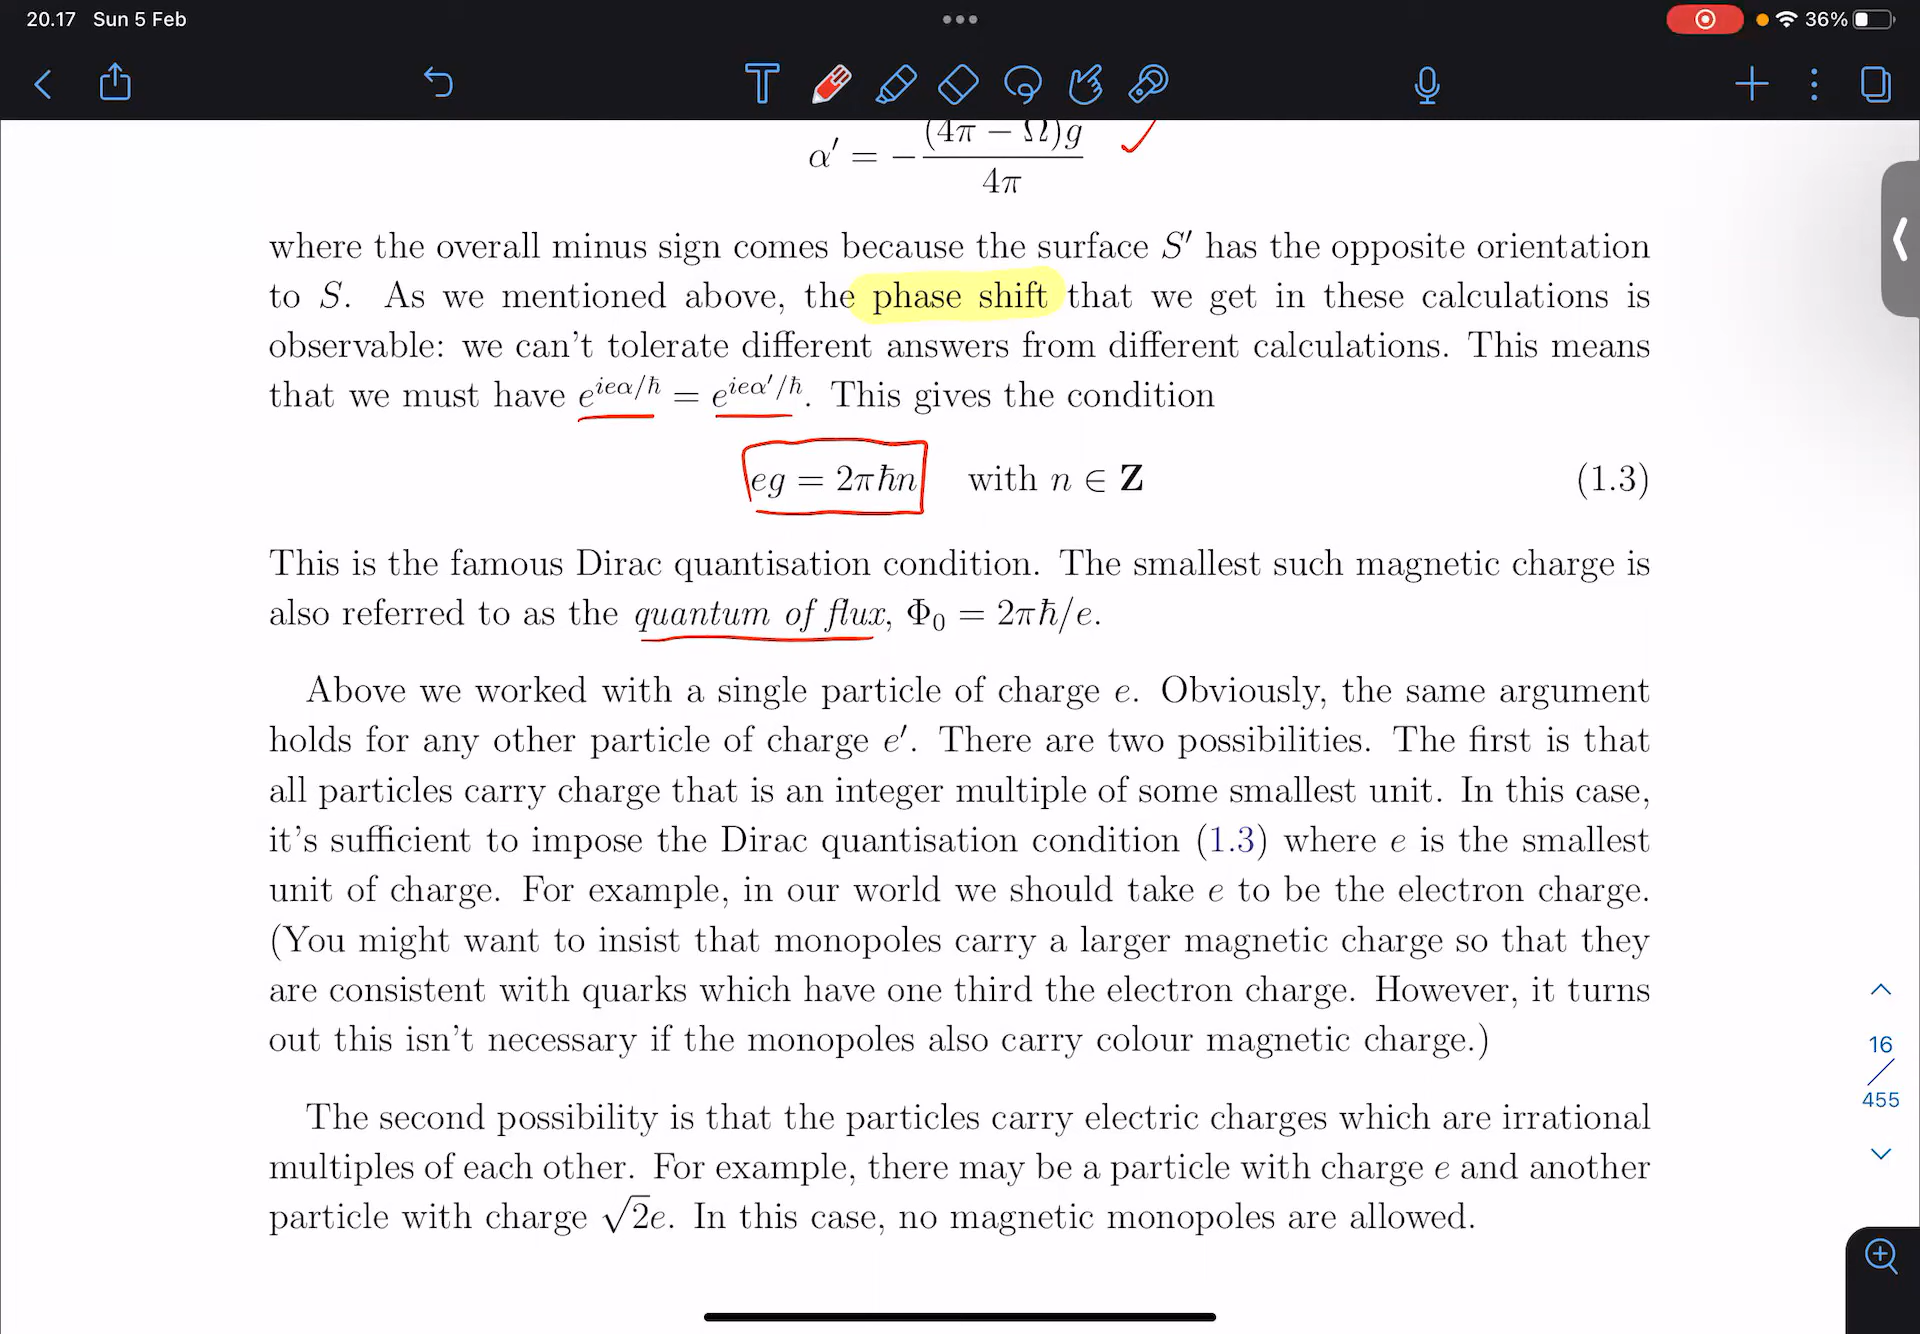 20.17 Sun 5 Feb
36%
α′ = − (4π − Ω)g / 4π
where the overall minus sign comes because the surface S′ has the opposite orientation
to S. As we mentioned above, the phase shift that we get in these calculations is
observable: we can't tolerate different answers from different calculations. This means
that we must have e^{ieα/ℏ} = e^{ieα′/ℏ}. This gives the condition
eg = 2πℏn with n ∈ Z (1.3)
This is the famous Dirac quantisation condition. The smallest such magnetic charge is
also referred to as the quantum of flux, Φ₀ = 2πℏ/e.
Above we worked with a single particle of charge e. Obviously, the same argument
holds for any other particle of charge e′. There are two possibilities. The first is that
all particles carry charge that is an integer multiple of some smallest unit. In this case,
it's sufficient to impose the Dirac quantisation condition (1.3) where e is the smallest
unit of charge. For example, in our world we should take e to be the electron charge.
(You might want to insist that monopoles carry a larger magnetic charge so that they
are consistent with quarks which have one third the electron charge. However, it turns
out this isn't necessary if the monopoles also carry colour magnetic charge.)
The second possibility is that the particles carry electric charges which are irrational
multiples of each other. For example, there may be a particle with charge e and another
particle with charge √2e. In this case, no magnetic monopoles are allowed.
16
/
455